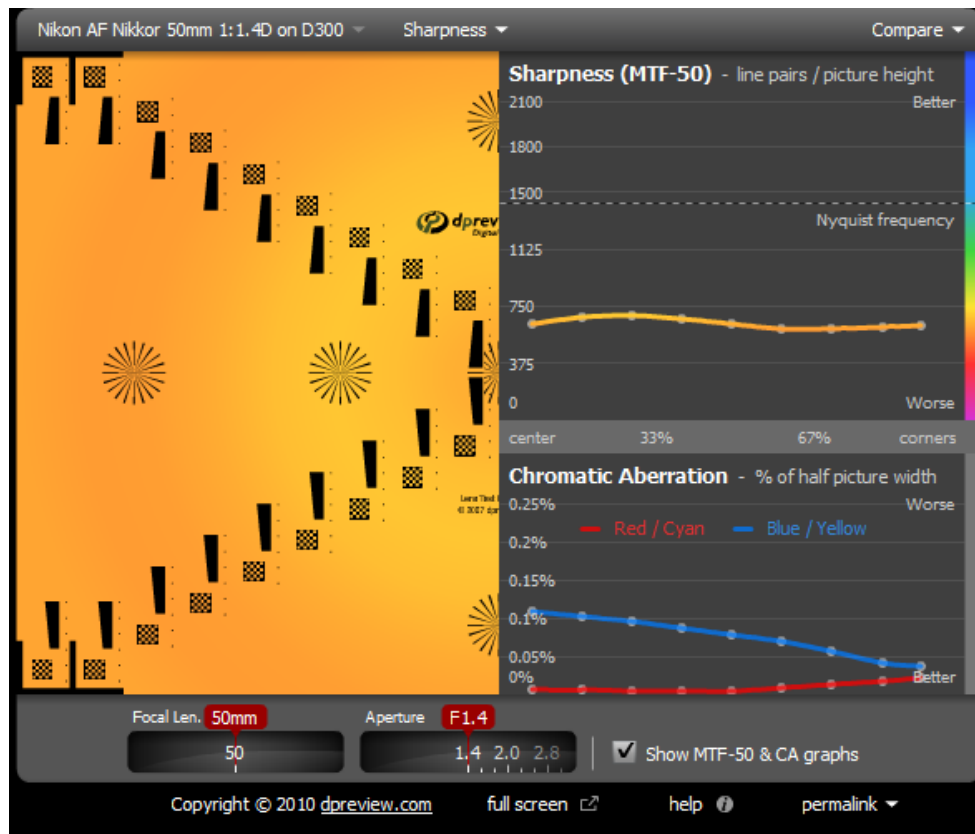 Nikon AF Nikkor 50mm 1:1.4D on D300
Sharpness
Compare
Sharpness (MTF-50) - line pairs / picture height
2100
Better
1800
1500
Nyquist frequency
1125
750
375
0
Worse
center 33% 67% corners
dprev
Digital
Chromatic Aberration - % of half picture width
0.25%
Worse
Red / Cyan Blue / Yellow
0.2%
0.15%
0.1%
0.05%
0%
Better
© 2007 dpr
Focal Len. 50mm
50
Aperture F1.4
1.4 2.0 2.8
Show MTF-50 & CA graphs
Copyright © 2010 dpreview.com
full screen
help
permalink